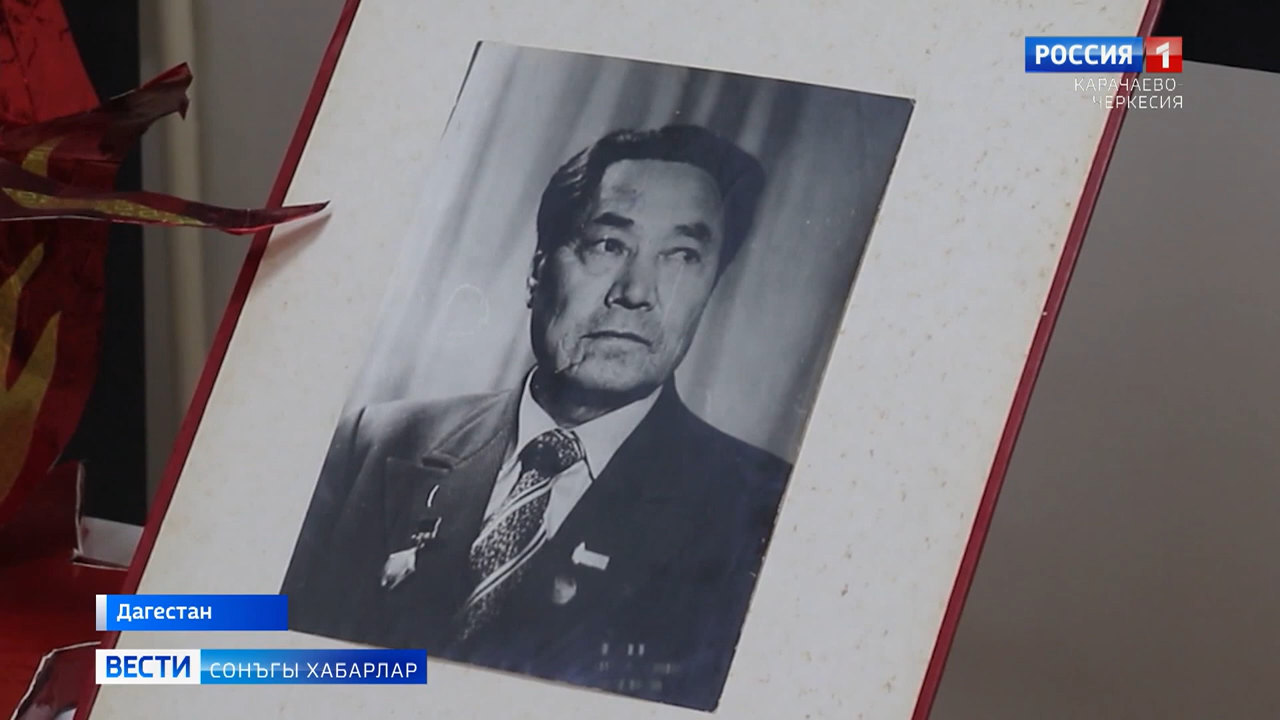 РОССИЯ 1
КАРАЧАЕВО-
ЧЕРКЕСИЯ
Дагестан
ВЕСТИ СОНЪГЫ ХАБАРЛАР